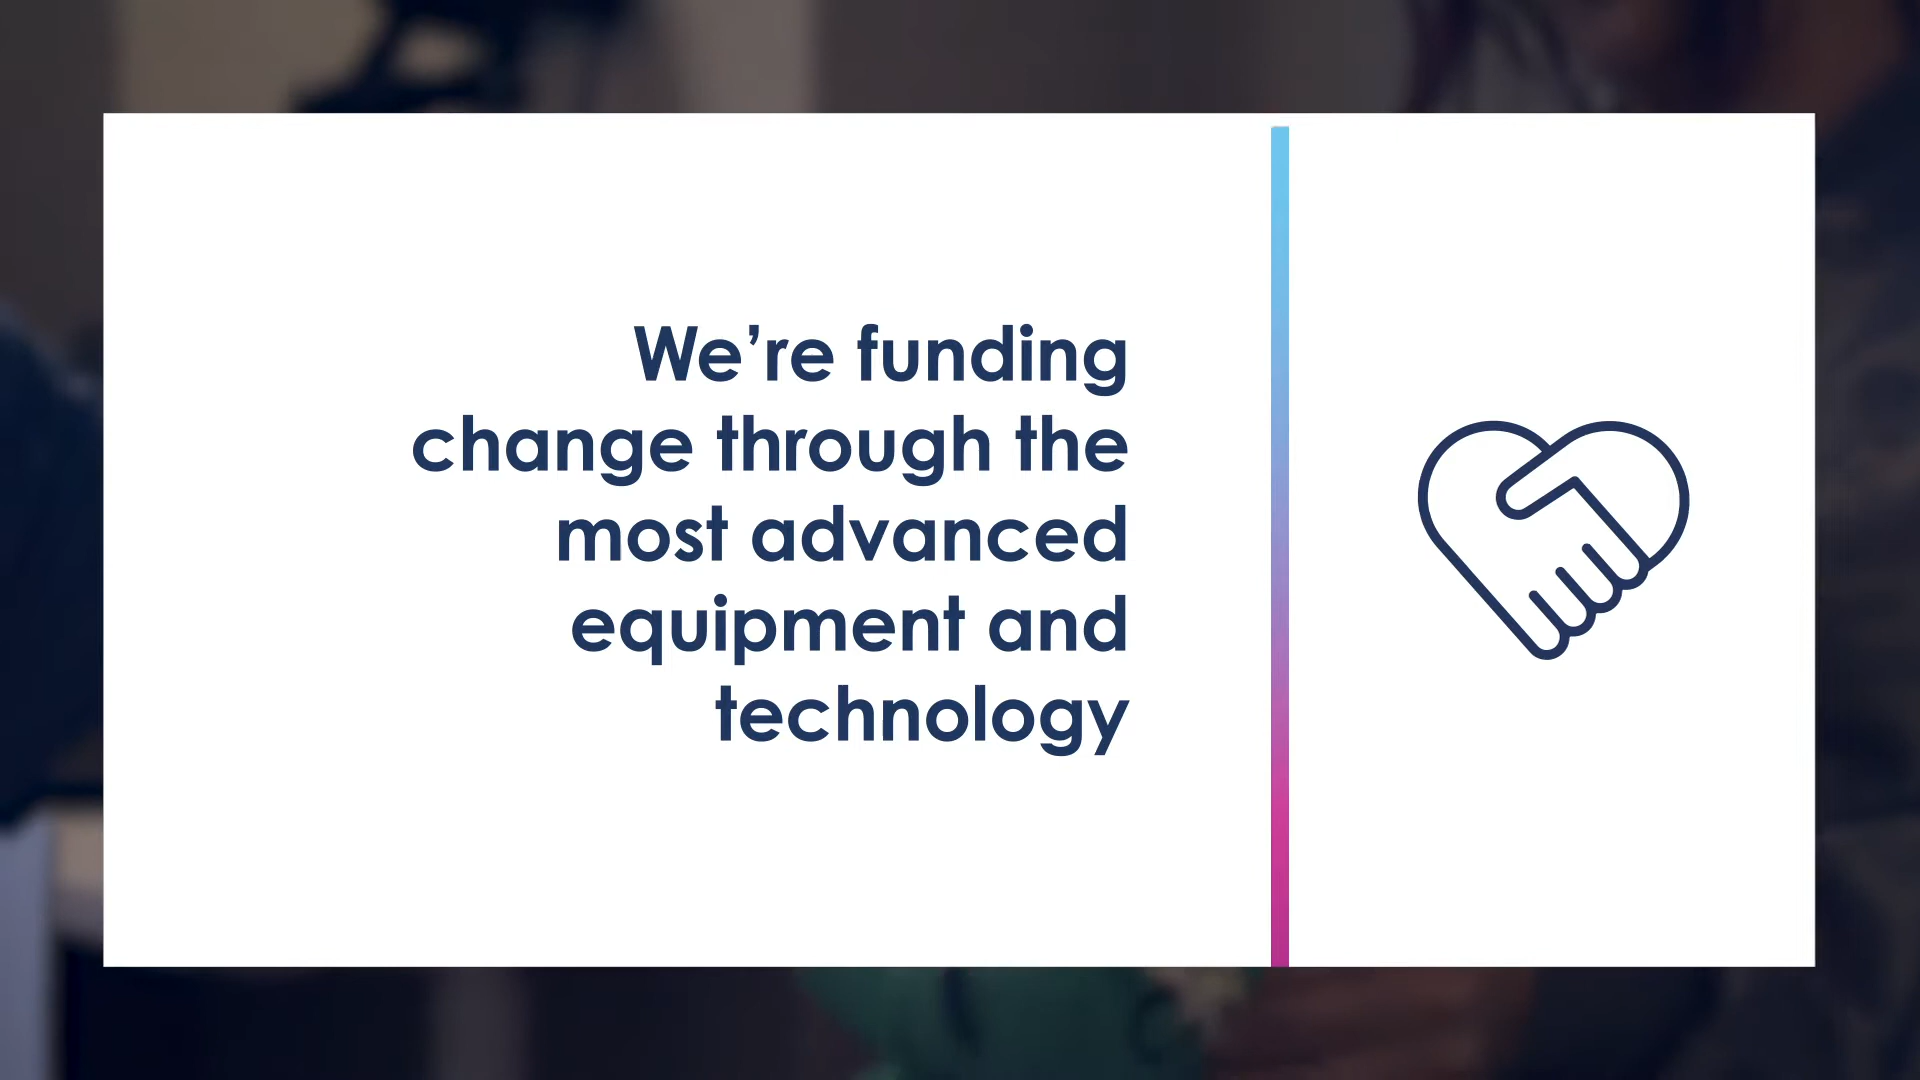 We’re funding
change through the
most advanced
equipment and
technology